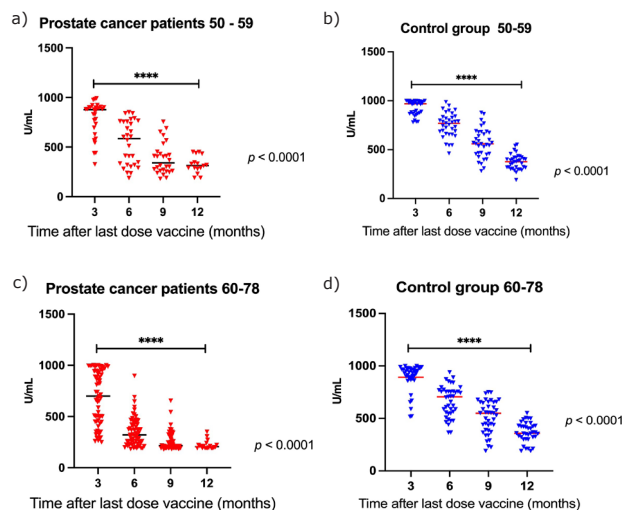 a) Prostate cancer patients 50 - 59
1000
500
0
U/mL
****
p < 0.0001
3 6 9 12
Time after last dose vaccine (months)
b) Control group 50-59
1500
1000
500
0
U/mL
****
p < 0.0001
3 6 9 12
Time after last dose vaccine (months)
c) Prostate cancer patients 60-78
1500
1000
500
0
U/mL
****
p < 0.0001
3 6 9 12
Time after last dose vaccine (months)
d) Control group 60-78
1500
1000
500
0
U/mL
****
p < 0.0001
3 6 9 12
Time after last dose vaccine (months)